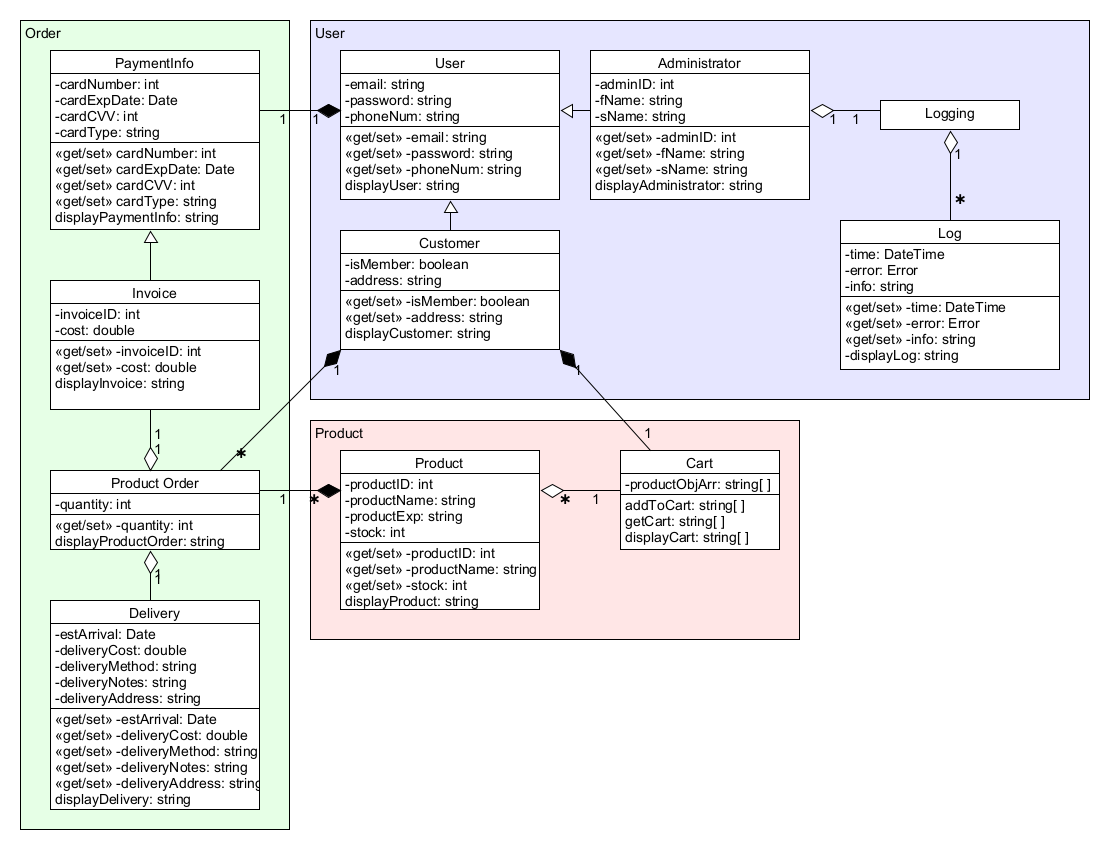 Order
PaymentInfo
-cardNumber: int
-cardExpDate: Date
-cardCVV: int
-cardType: string
«get/set» cardNumber: int
«get/set» cardExpDate: Date
«get/set» cardCVV: int
«get/set» cardType: string
displayPaymentInfo: string
Invoice
-invoiceID: int
-cost: double
«get/set» -invoiceID: int
«get/set» -cost: double
displayInvoice: string
1
1
Product Order
-quantity: int
«get/set» -quantity: int
displayProductOrder: string
1
Delivery
-estArrival: Date
-deliveryCost: double
-deliveryMethod: string
-deliveryNotes: string
-deliveryAddress: string
«get/set» -estArrival: Date
«get/set» -deliveryCost: double
«get/set» -deliveryMethod: string
«get/set» -deliveryNotes: string
«get/set» -deliveryAddress: string
displayDelivery: string
User
1
1
User
-email: string
-password: string
-phoneNum: string
«get/set» -email: string
«get/set» -password: string
«get/set» -phoneNum: string
displayUser: string
Administrator
-adminID: int
-fName: string
-sName: string
«get/set» -adminID: int
«get/set» -fName: string
«get/set» -sName: string
displayAdministrator: string
1
1
Logging
1
*
Log
-time: DateTime
-error: Error
-info: string
«get/set» -time: DateTime
«get/set» -error: Error
«get/set» -info: string
-displayLog: string
Customer
-isMember: boolean
-address: string
«get/set» -isMember: boolean
«get/set» -address: string
displayCustomer: string
1
*
1
1
Product
1
*
Product
-productID: int
-productName: string
-productExp: string
-stock: int
«get/set» -productID: int
«get/set» -productName: string
«get/set» -stock: int
displayProduct: string
*
1
Cart
-productObjArr: string[ ]
addToCart: string[ ]
getCart: string[ ]
displayCart: string[ ]